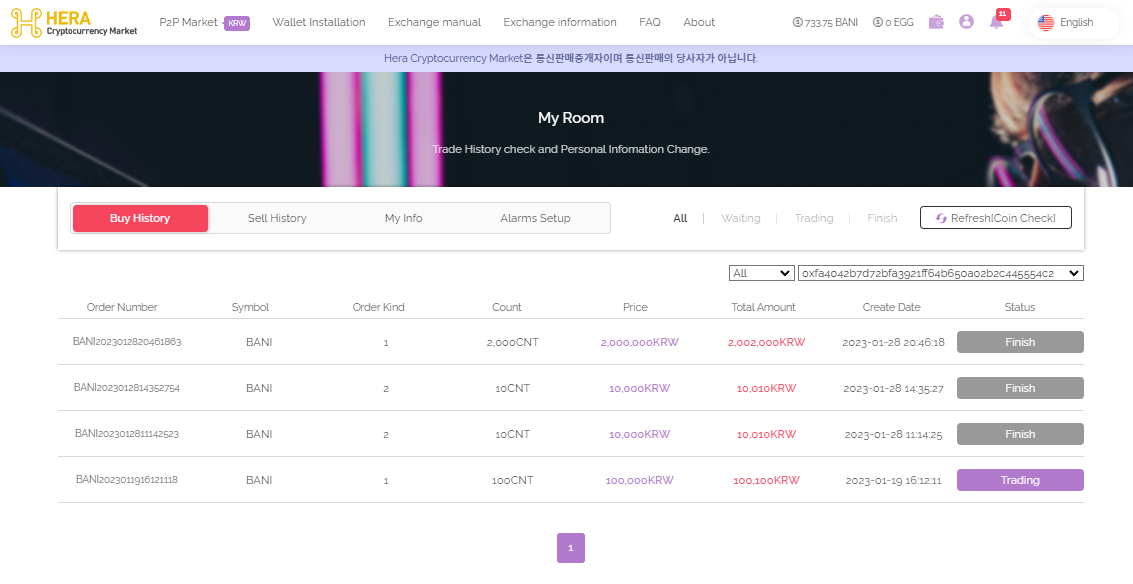 HERA
Cryptocurrency Market
P2P Market - KRW Wallet Installation Exchange manual Exchange information FAQ About 733.75 BANI 0 EGG 11 English
Hera Cryptocurrency Market은 통신판매중개자이며 통신판매의 당사자가 아닙니다.
My Room
Trade History check and Personal Infomation Change.
Buy History Sell History My Info Alarms Setup All | Waiting | Trading | Finish Refresh[Coin Check]
All 0xfa4042b7d72bfa3921ff64b650a02b2c445554c2
Order Number Symbol Order Kind Count Price Total Amount Create Date Status
BANI2023012820461863 BANI 1 2,000CNT 2,000,000KRW 2,002,000KRW 2023-01-28 20:46:18 Finish
BANI2023012814352754 BANI 2 10CNT 10,000KRW 10,010KRW 2023-01-28 14:35:27 Finish
BANI2023012811142523 BANI 2 10CNT 10,000KRW 10,010KRW 2023-01-28 11:14:25 Finish
BANI2023011916121118 BANI 1 100CNT 100,000KRW 100,100KRW 2023-01-19 16:12:11 Trading
1